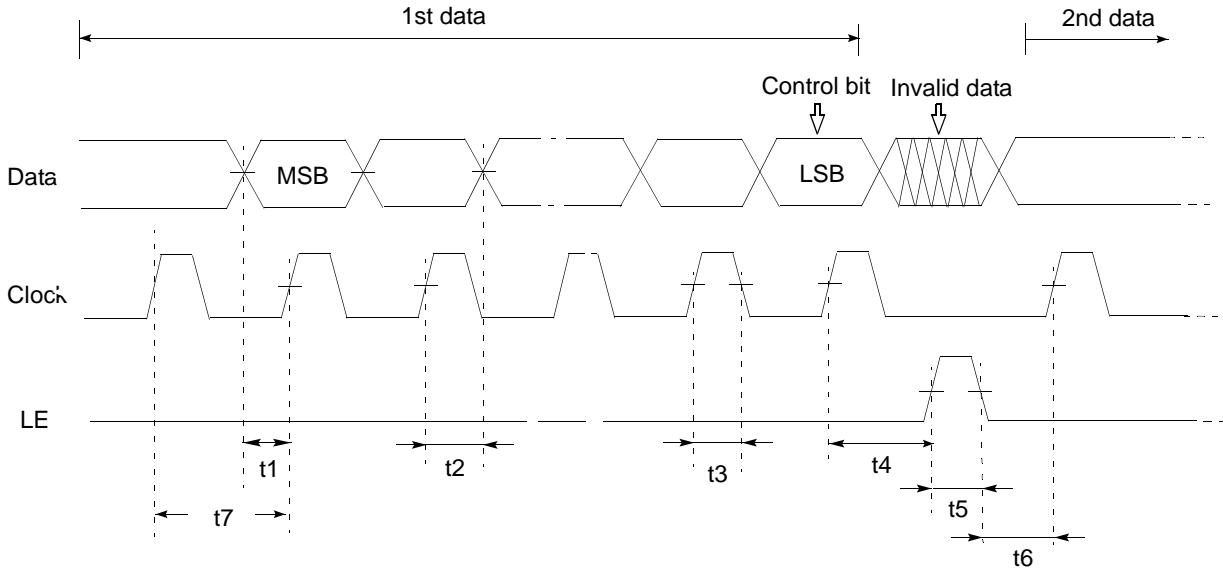 1st data
2nd data
Control bit
Invalid data
Data
MSB
LSB
Clock
LE
t1
t2
t3
t4
t5
t7
t6